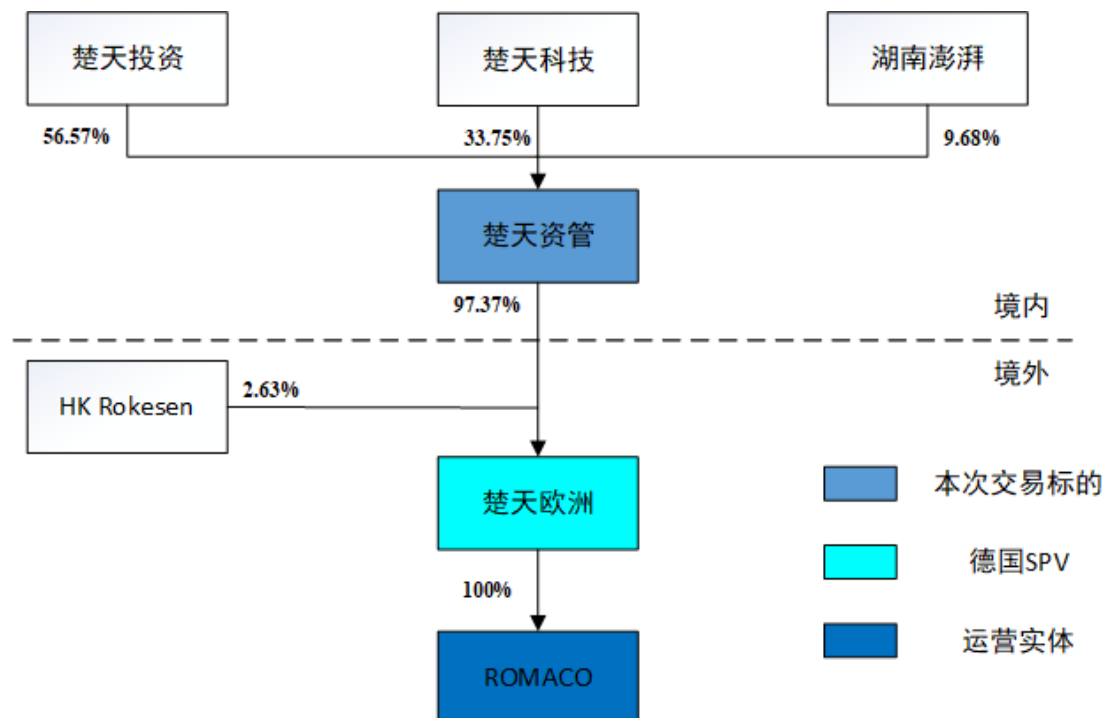 楚天投资
楚天科技
湖南澎湃
56.57%
33.75%
9.68%
楚天资管
97.37%
境内
境外
HK Rokesen
2.63%
楚天欧洲
本次交易标的
德国SPV
100%
运营实体
ROMACO